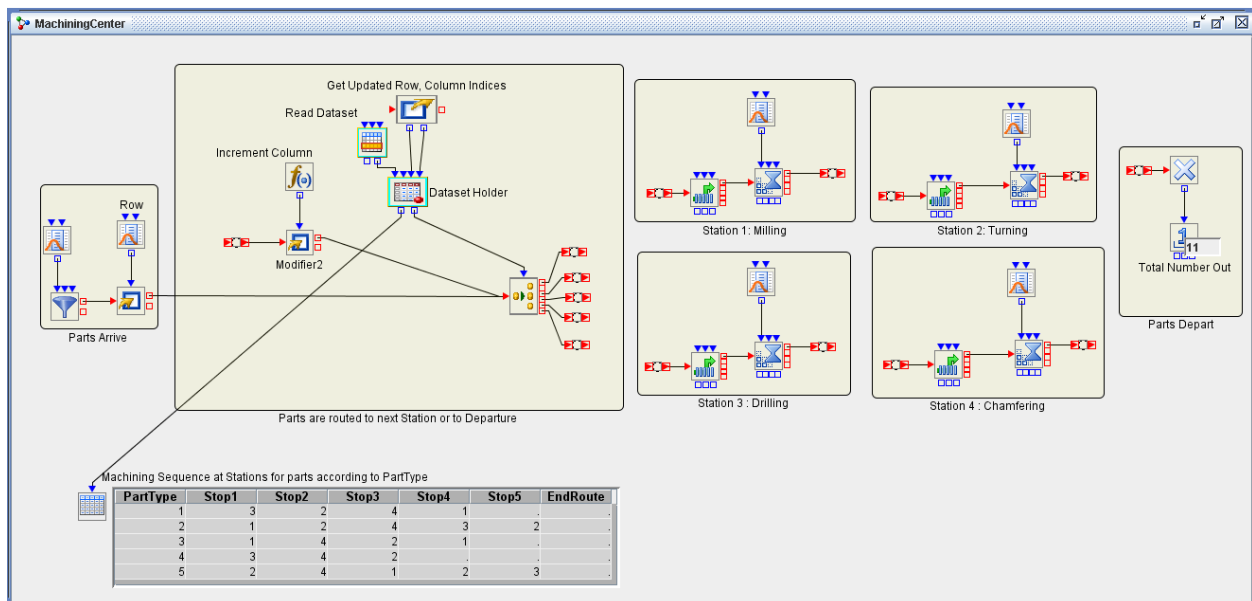 MachiningCenter
Get Updated Row, Column Indices
Read Dataset
Increment Column
Dataset Holder
Row
Modifier2
Parts Arrive
Parts are routed to next Station or to Departure
Station 1: Milling
Station 2: Turning
Station 3 : Drilling
Station 4 : Chamfering
1
11
Total Number Out
Parts Depart
Machining Sequence at Stations for parts according to PartType
PartType Stop1 Stop2 Stop3 Stop4 Stop5 EndRoute
1 3 2 4 1 . .
2 1 2 4 3 2 .
3 1 4 2 1 . .
4 3 4 2 . . .
5 2 4 1 2 3 .